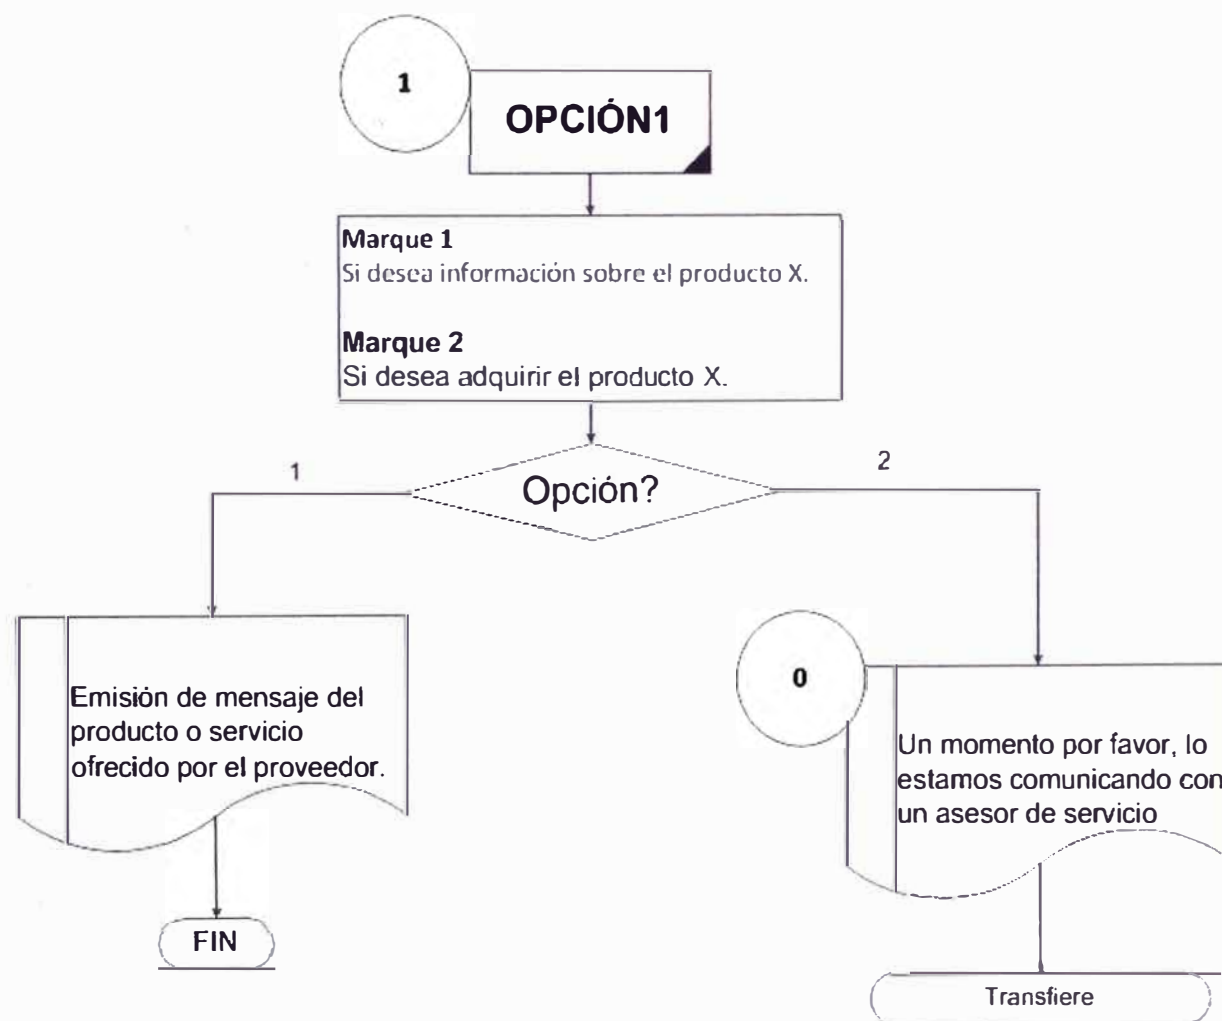 1
OPCIÓN1
Marque 1
Si desea información sobre el producto X.
Marque 2
Si desea adquirir el producto X.
Opción?
1
2
Emisión de mensaje del
producto o servicio
ofrecido por el proveedor.
FIN
0
Un momento por favor, lo
estamos comunicando con
un asesor de servicio
Transfiere